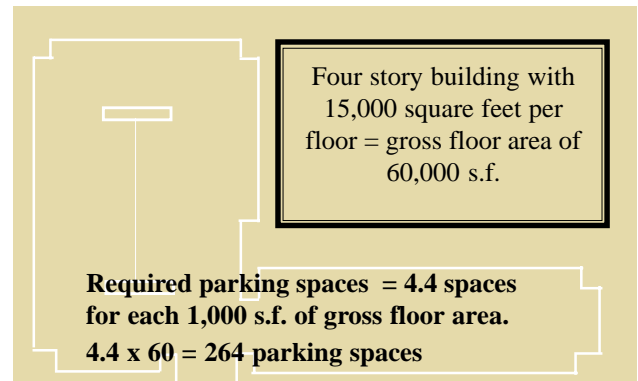 Four story building with
15,000 square feet per
floor = gross floor area of
60,000 s.f.
Required parking spaces = 4.4 spaces
for each 1,000 s.f. of gross floor area.
4.4 x 60 = 264 parking spaces